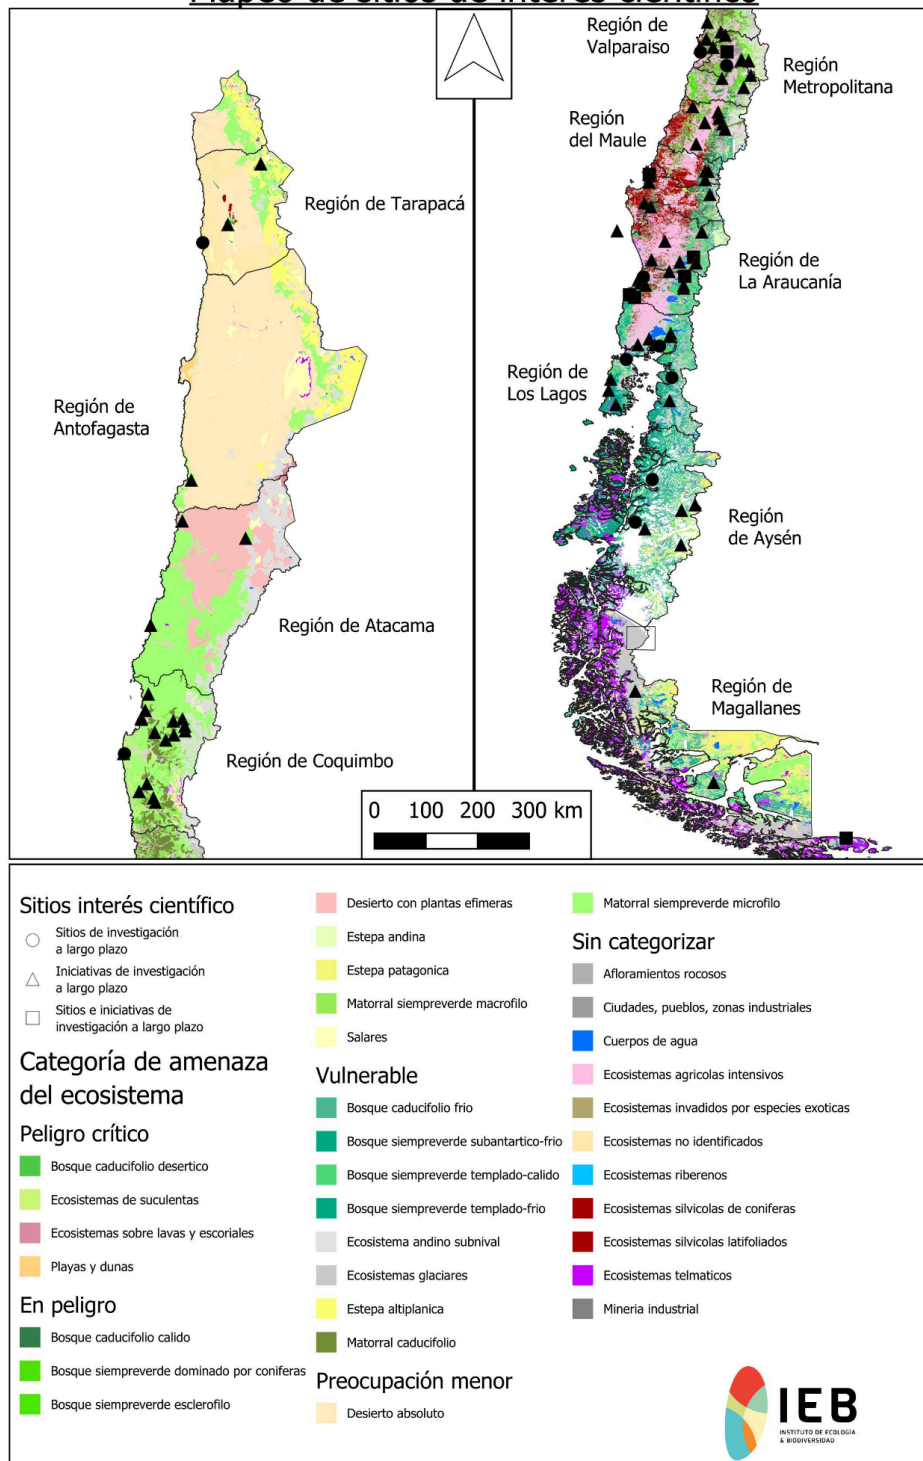 Mapeo de sitios de interés científico
Región de
Valparaiso
Región
Metropolitana
Región
del Maule
Región de Tarapacá
Región de
La Araucanía
Región de
Antofagasta
Región de
Los Lagos
Región
de Aysén
Región de Atacama
Región de
Magallanes
Región de Coquimbo
0 100 200 300 km
Sitios interés científico
Sitios de investigación
a largo plazo
Iniciativas de investigación
a largo plazo
Sitios e iniciativas de
investigación a largo plazo
Categoría de amenaza
del ecosistema
Peligro crítico
Bosque caducifolio desertico
Ecosistemas de suculentas
Ecosistemas sobre lavas y escoriales
Playas y dunas
En peligro
Bosque caducifolio calido
Bosque siempreverde dominado por coniferas
Bosque siempreverde esclerofilo
Desierto con plantas efimeras
Estepa andina
Estepa patagonica
Matorral siempreverde macrofilo
Salares
Vulnerable
Bosque caducifolio frio
Bosque siempreverde subantartico-frio
Bosque siempreverde templado-calido
Bosque siempreverde templado-frio
Ecosistema andino subnival
Ecosistemas glaciares
Estepa altiplanica
Matorral caducifolio
Preocupación menor
Desierto absoluto
Matorral siempreverde microfilo
Sin categorizar
Afloramientos rocosos
Ciudades, pueblos, zonas industriales
Cuerpos de agua
Ecosistemas agricolas intensivos
Ecosistemas invadidos por especies exoticas
Ecosistemas no identificados
Ecosistemas riberenos
Ecosistemas silvicolas de coniferas
Ecosistemas silvicolas latifoliados
Ecosistemas telmaticos
Mineria industrial
IEB
INSTITUTO DE ECOLOGÍA
& BIODIVERSIDAD